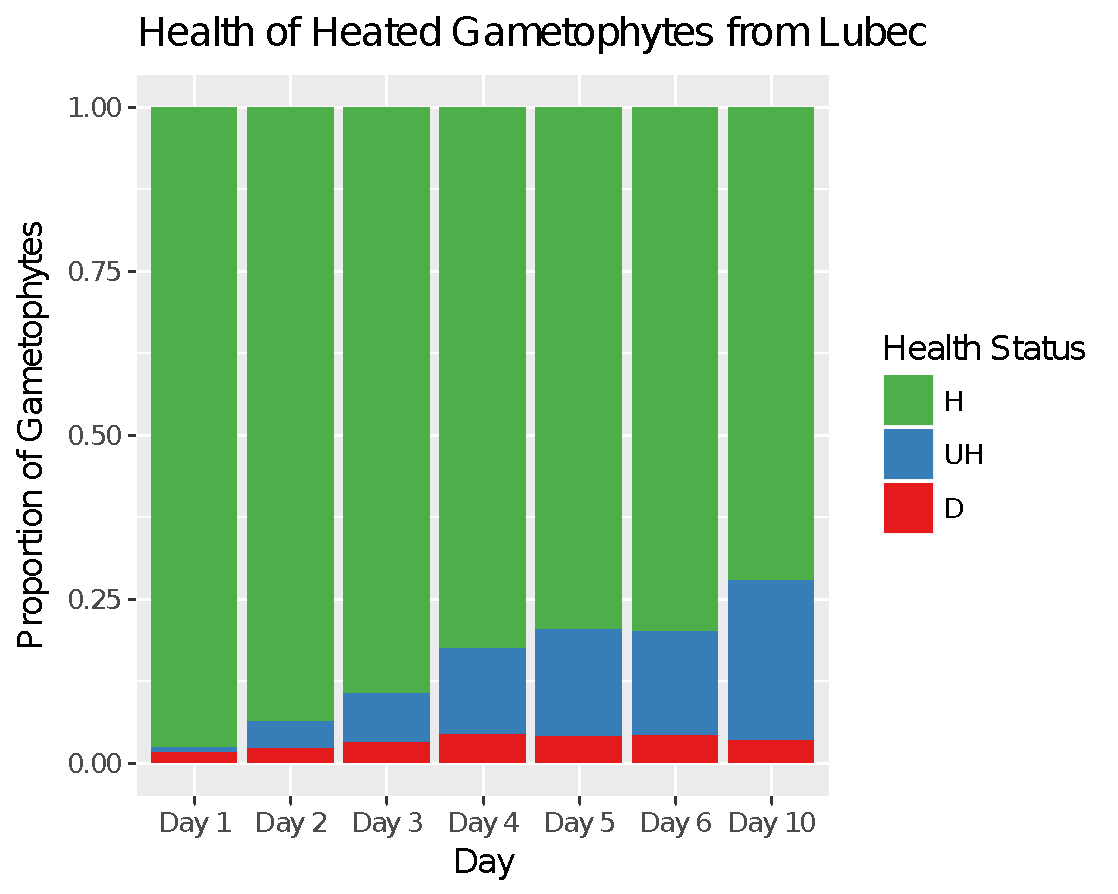 Health of Heated Gametophytes from Lubec
Proportion of Gametophytes
1.00
0.75
0.50
0.25
0.00
Day 1 Day 2 Day 3 Day 4 Day 5 Day 6 Day 10
Day
Health Status
H
UH
D